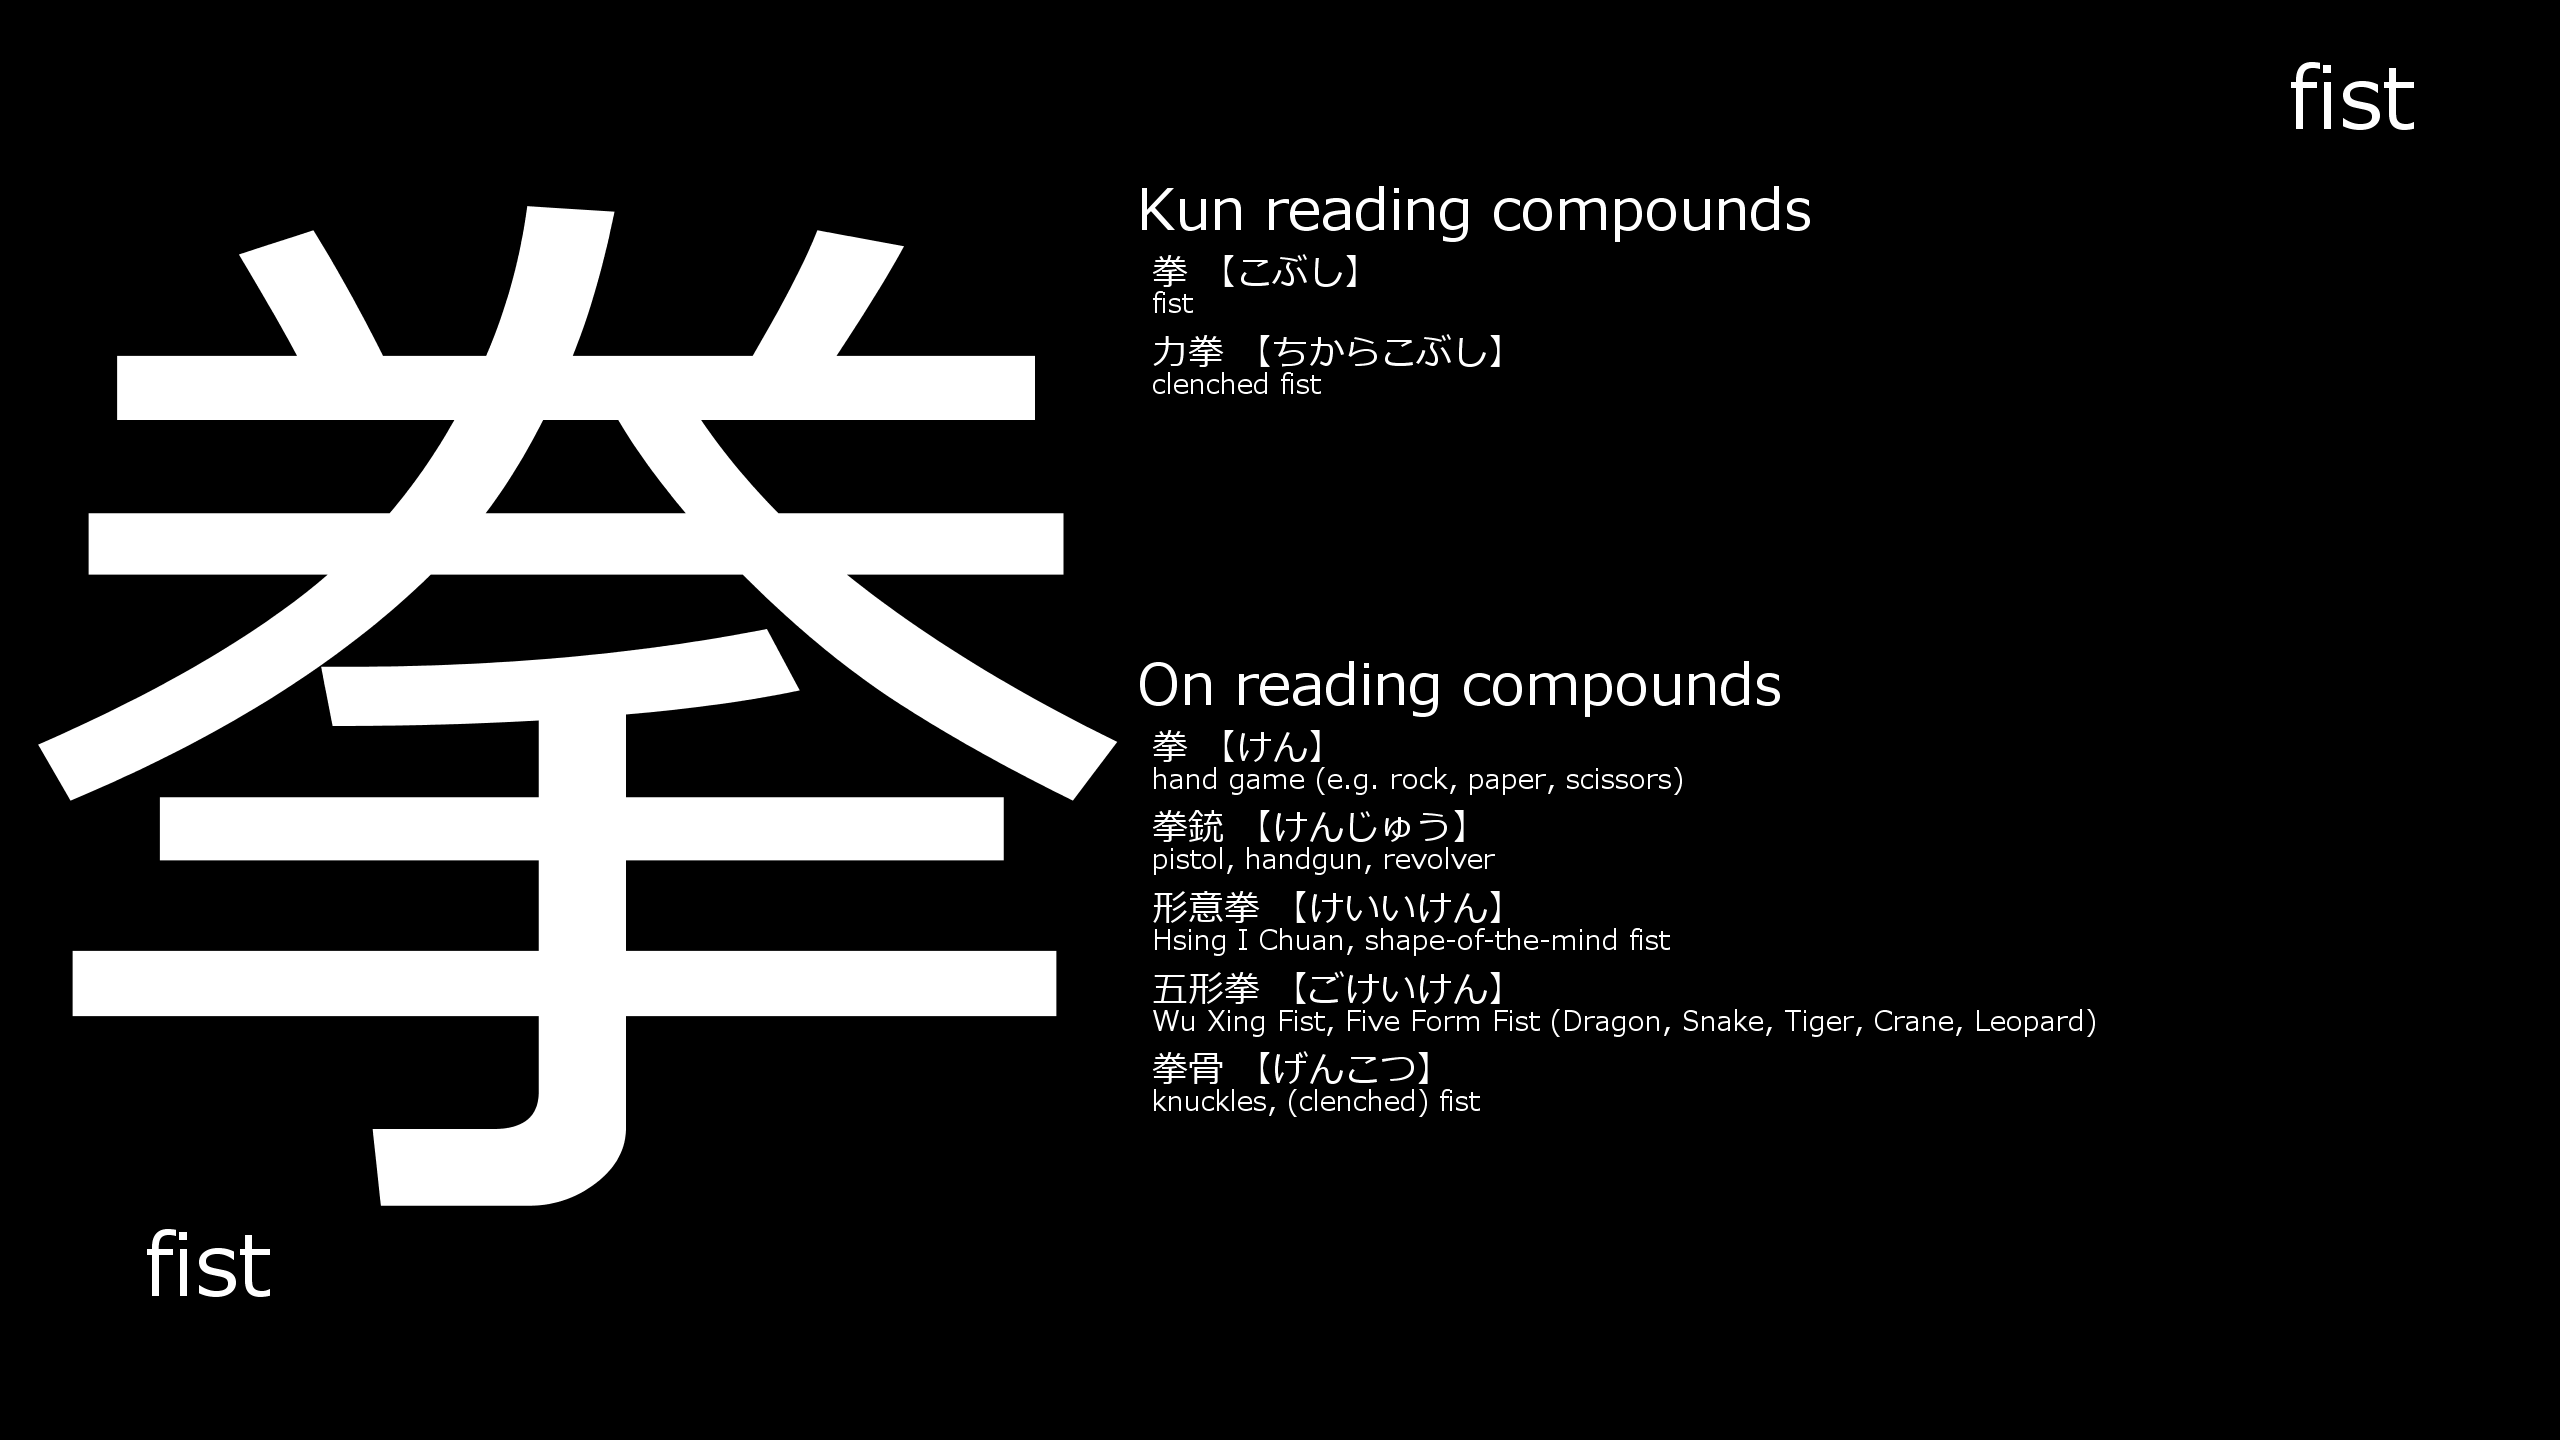 fist
拳
Kun reading compounds
拳 【こぶし】
fist
力拳 【ちからこぶし】
clenched fist
On reading compounds
拳 【けん】
hand game (e.g. rock, paper, scissors)
拳銃 【けんじゅう】
pistol, handgun, revolver
形意拳 【けいいけん】
Hsing I Chuan, shape-of-the-mind fist
五形拳 【ごけいけん】
Wu Xing Fist, Five Form Fist (Dragon, Snake, Tiger, Crane, Leopard)
拳骨 【げんこつ】
knuckles, (clenched) fist
fist